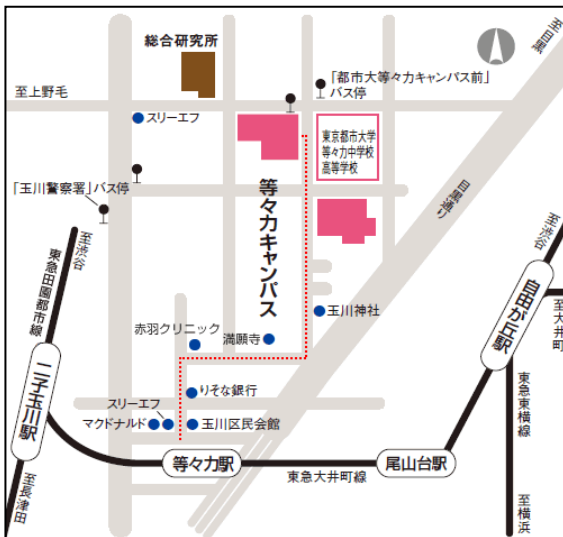 総合研究所
至目黒
「都市大等々力キャンパス前」
バス停
至上野毛
スリーエフ
東京都市大学
等々力中学校
高等学校
「玉川警察署」バス停
等々力キャンパス
目黒通り
至渋谷
東急田園都市線
至渋谷
自由が丘駅
至大井町
玉川神社
赤羽クリニック
満願寺
二子玉川駅
りそな銀行
スリーエフ
マクドナルド
玉川区民会館
東急東横線
等々力駅
尾山台駅
東急大井町線
至長津田
至横浜